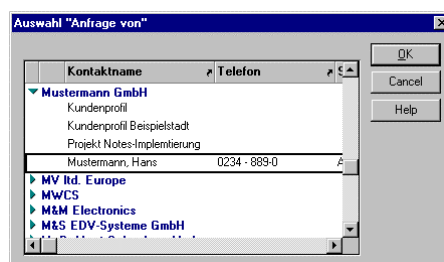 Auswahl "Anfrage von"
OK
Cancel
Help
Kontaktname Telefon
Mustermann GmbH
Kundenprofil
Kundenprofil Beispielstadt
Projekt Notes-Implemtierung
Mustermann, Hans 0234 - 889-0
MV ltd. Europe
MWCS
M&M Electronics
M&S EDV-Systeme GmbH